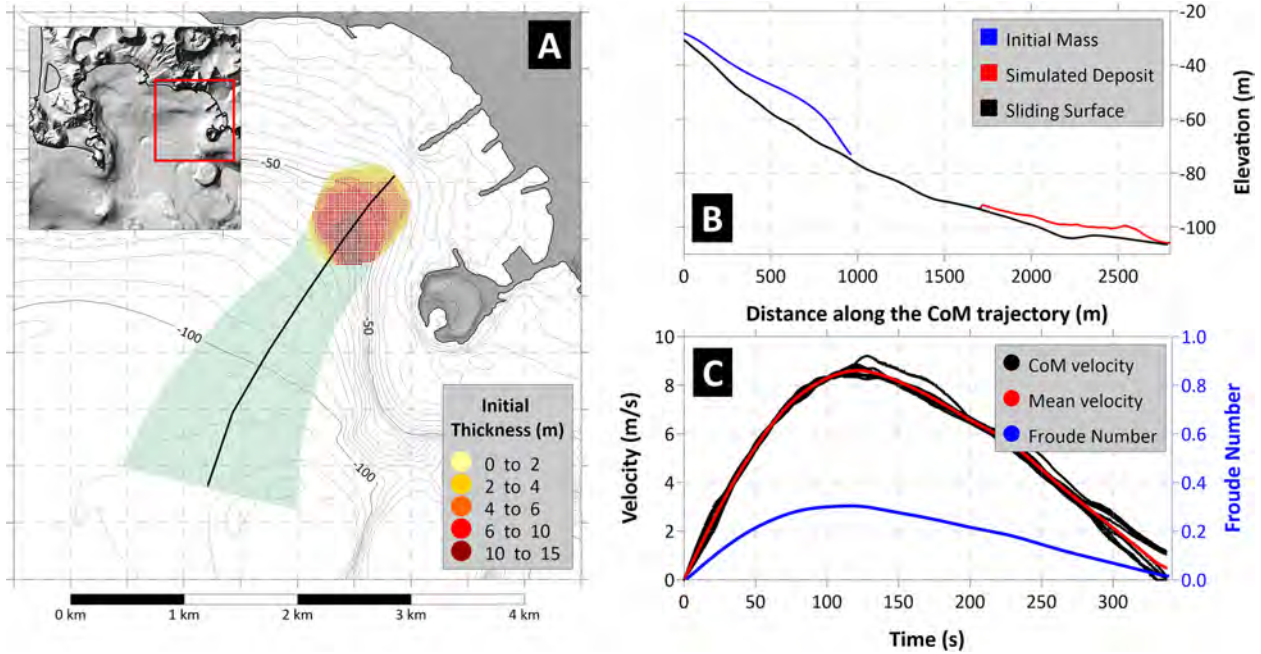 A
-50
-100
-50
-100
Initial
Thickness (m)
0 to 2
2 to 4
4 to 6
6 to 10
10 to 15
0 km
1 km
2 km
3 km
4 km
B
Initial Mass
Simulated Deposit
Sliding Surface
-20
-40
-60
-80
-100
Elevation (m)
0
500
1000
1500
2000
2500
Distance along the CoM trajectory (m)
C
CoM velocity
Mean velocity
Froude Number
10
8
6
4
2
0
Velocity (m/s)
1.0
0.8
0.6
0.4
0.2
0.0
Froude Number
0
50
100
150
200
250
300
Time (s)